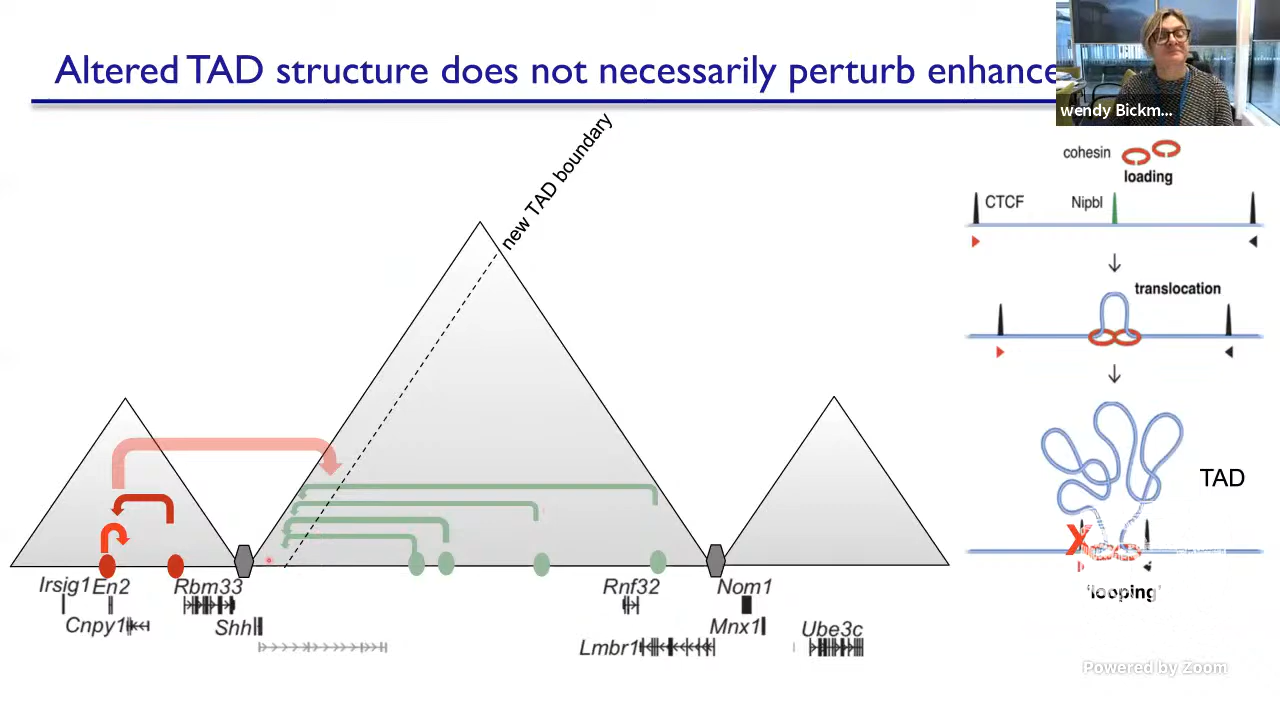 Altered TAD structure does not necessarily perturb enhance
wendy Bickm...
new TAD boundary
cohesin
loading
CTCF
Nipbl
translocation
TAD
X
'looping'
Irsig1
En2
Rbm33
Cnpy1
Shh
Rnf32
Nom1
Lmbr1
Mnx1
Ube3c
Powered by Zoom